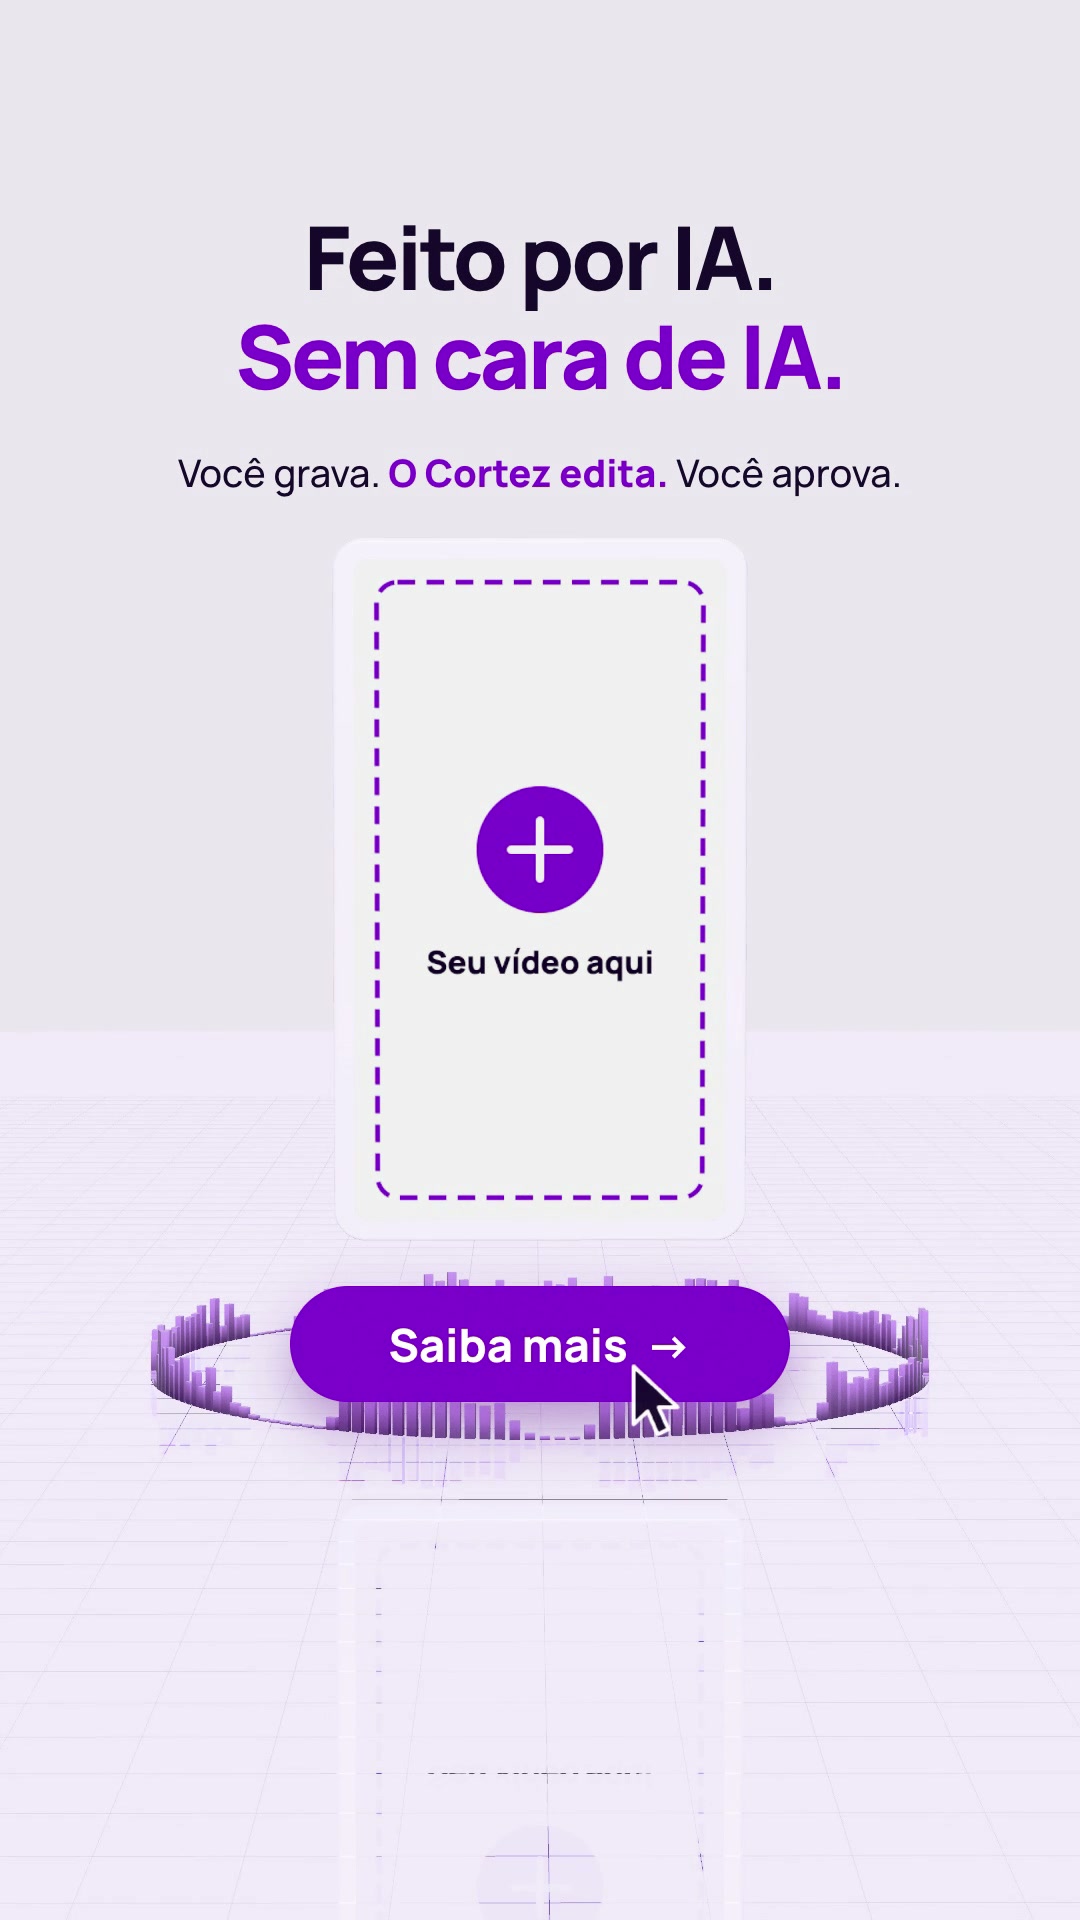 Feito por IA.
Sem cara de IA.
Você grava. O Cortez edita. Você aprova.
Seu vídeo aqui
Saiba mais →